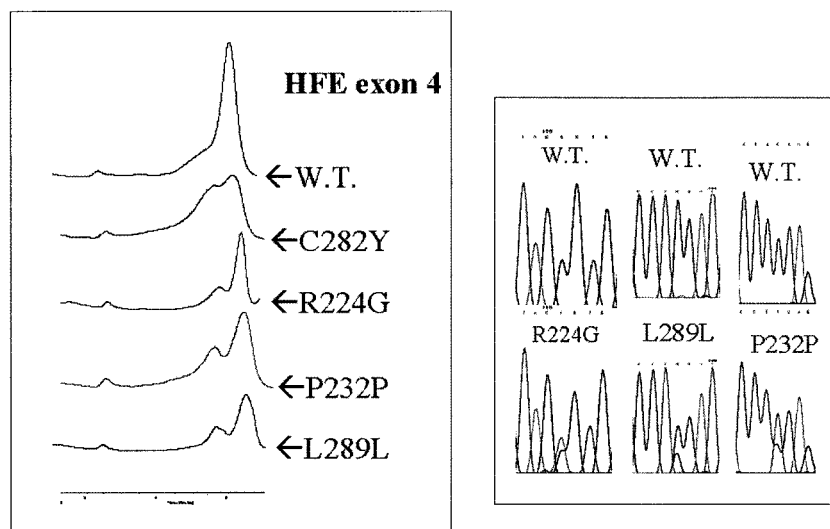 HFE exon 4
←W.T.
←C282Y
←R224G
←P232P
←L289L
W.T. W.T. W.T.
R224G L289L P232P